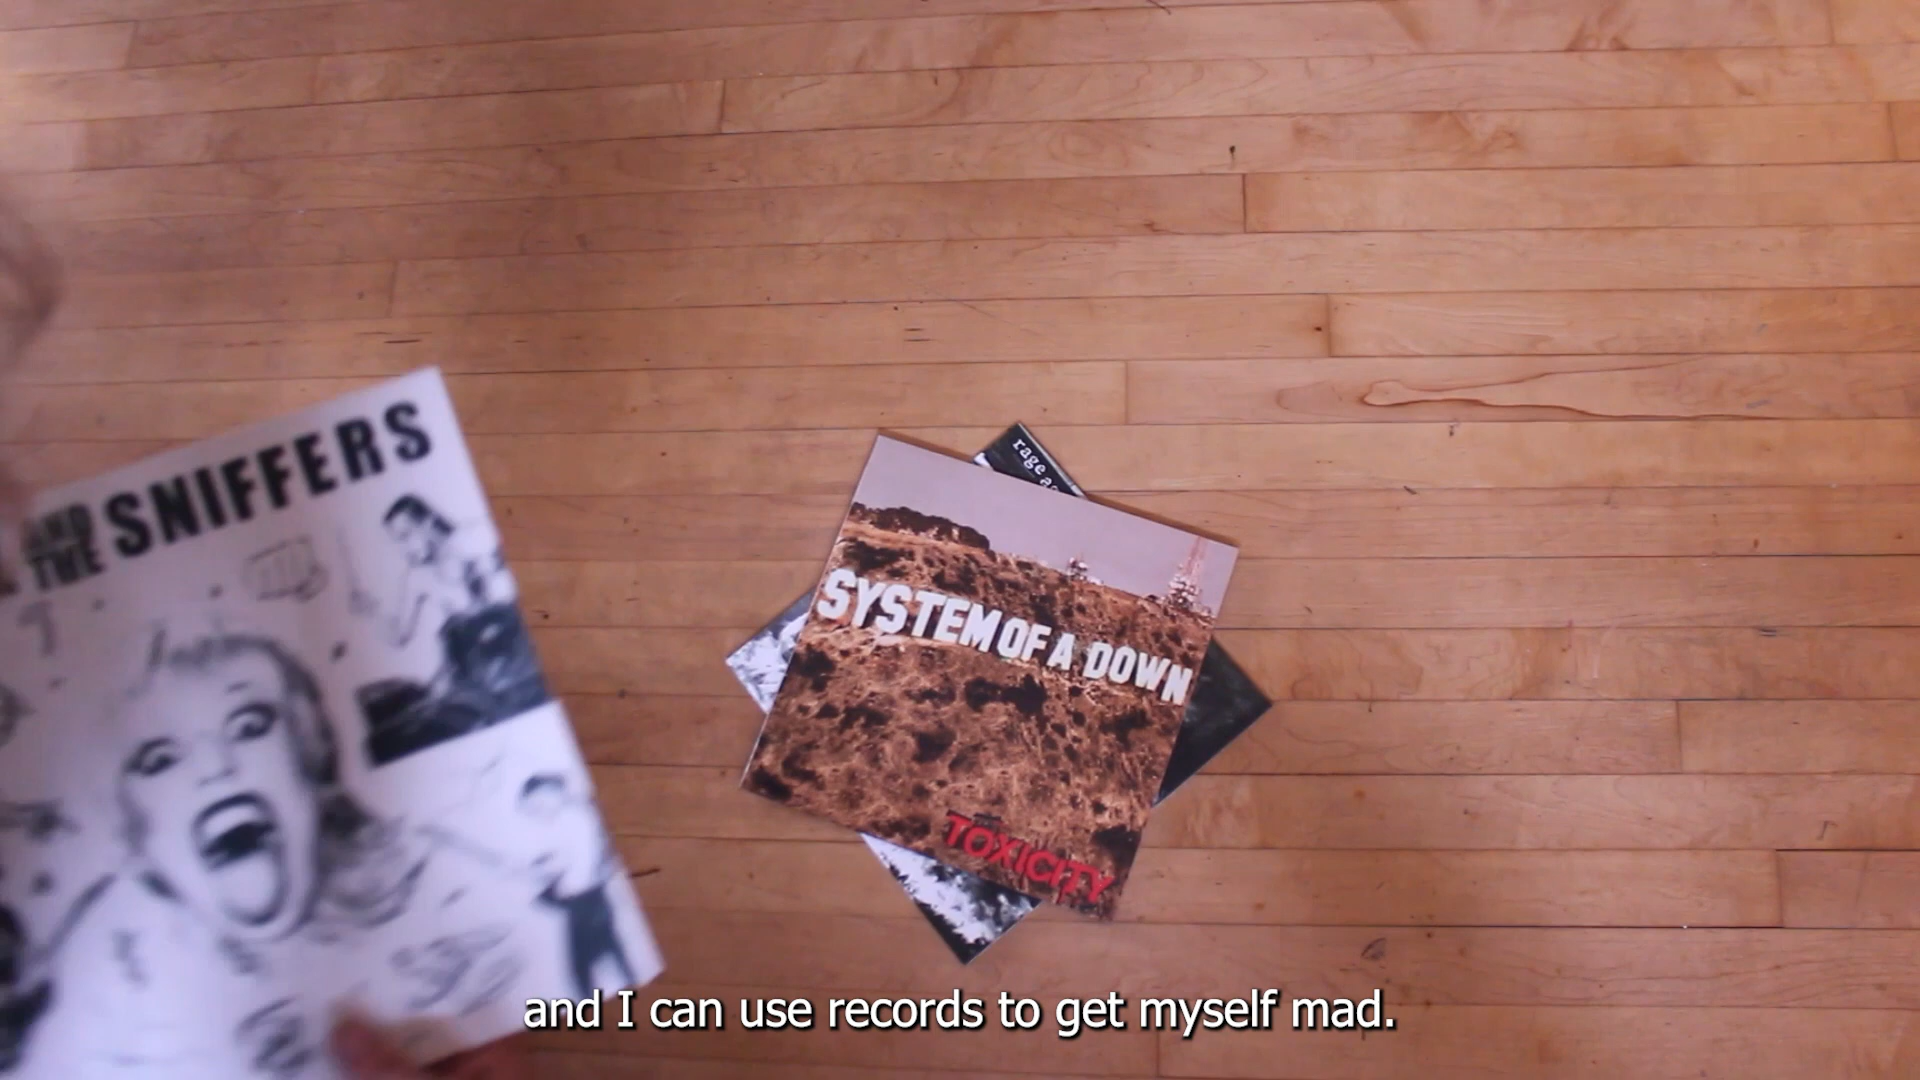 AND
THE SNIFFERS
rage
SYSTEM OF A DOWN
TOXICITY
and I can use records to get myself mad.